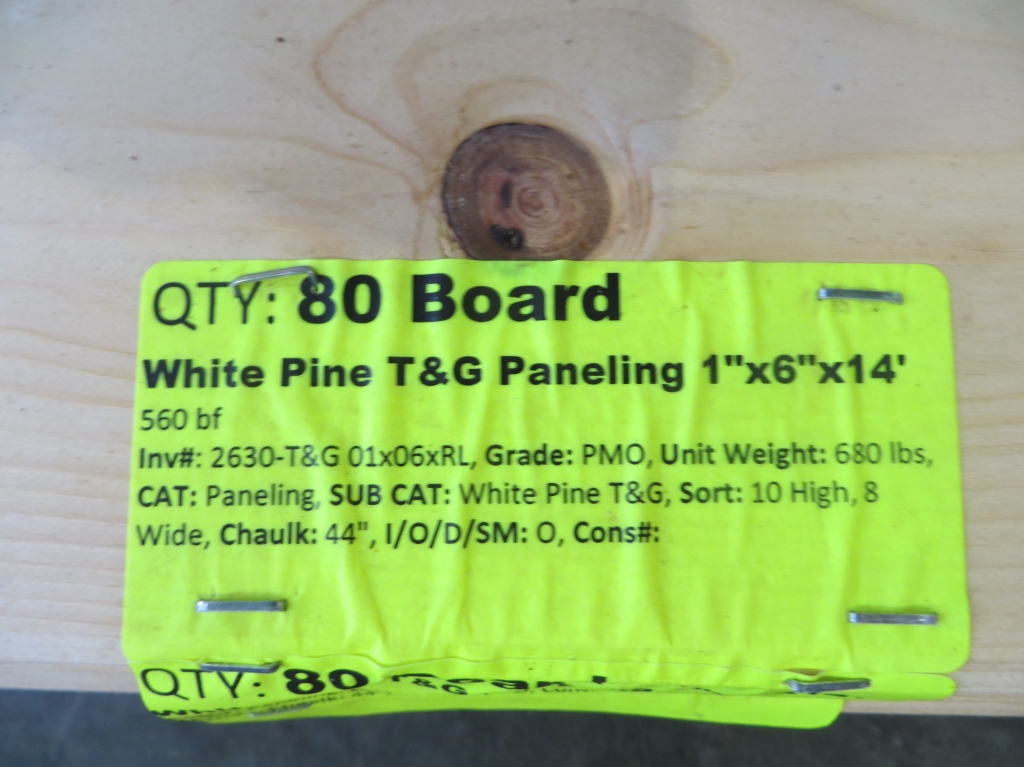 QTY: 80 Board
White Pine T&G Paneling 1"x6"x14'
560 bf
Inv#: 2630-T&G 01x06xRL, Grade: PMO, Unit Weight: 680 lbs,
CAT: Paneling, SUB CAT: White Pine T&G, Sort: 10 High, 8
Wide, Chaulk: 44", I/O/D/SM: O, Cons#:
QTY: 80